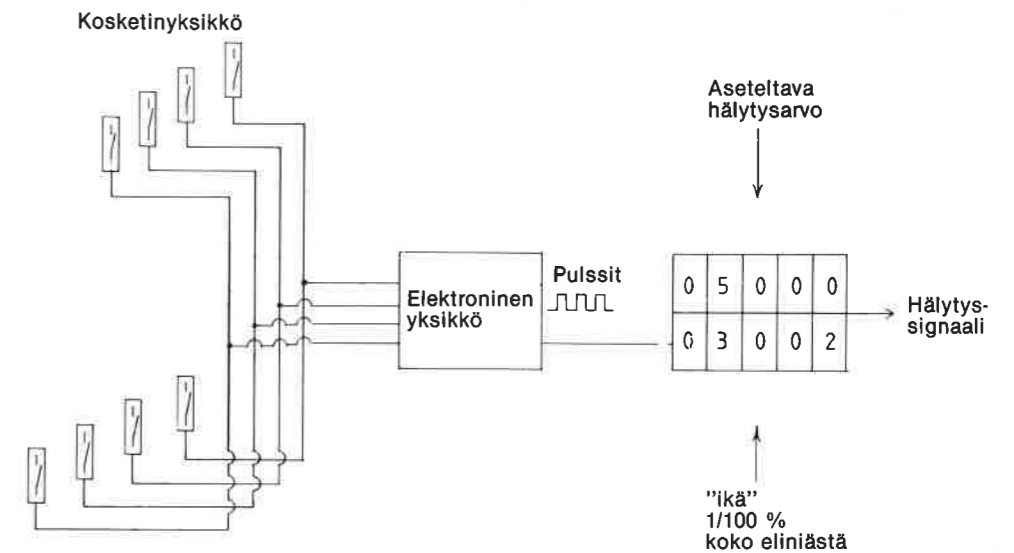 Kosketinyksikkö
Aseteltava
hälytysarvo
Elektroninen
yksikkö
Pulssit
0 5 0 0 0
0 3 0 0 2
Hälytys-
signaali
"ikä"
1/100 %
koko eliniästä